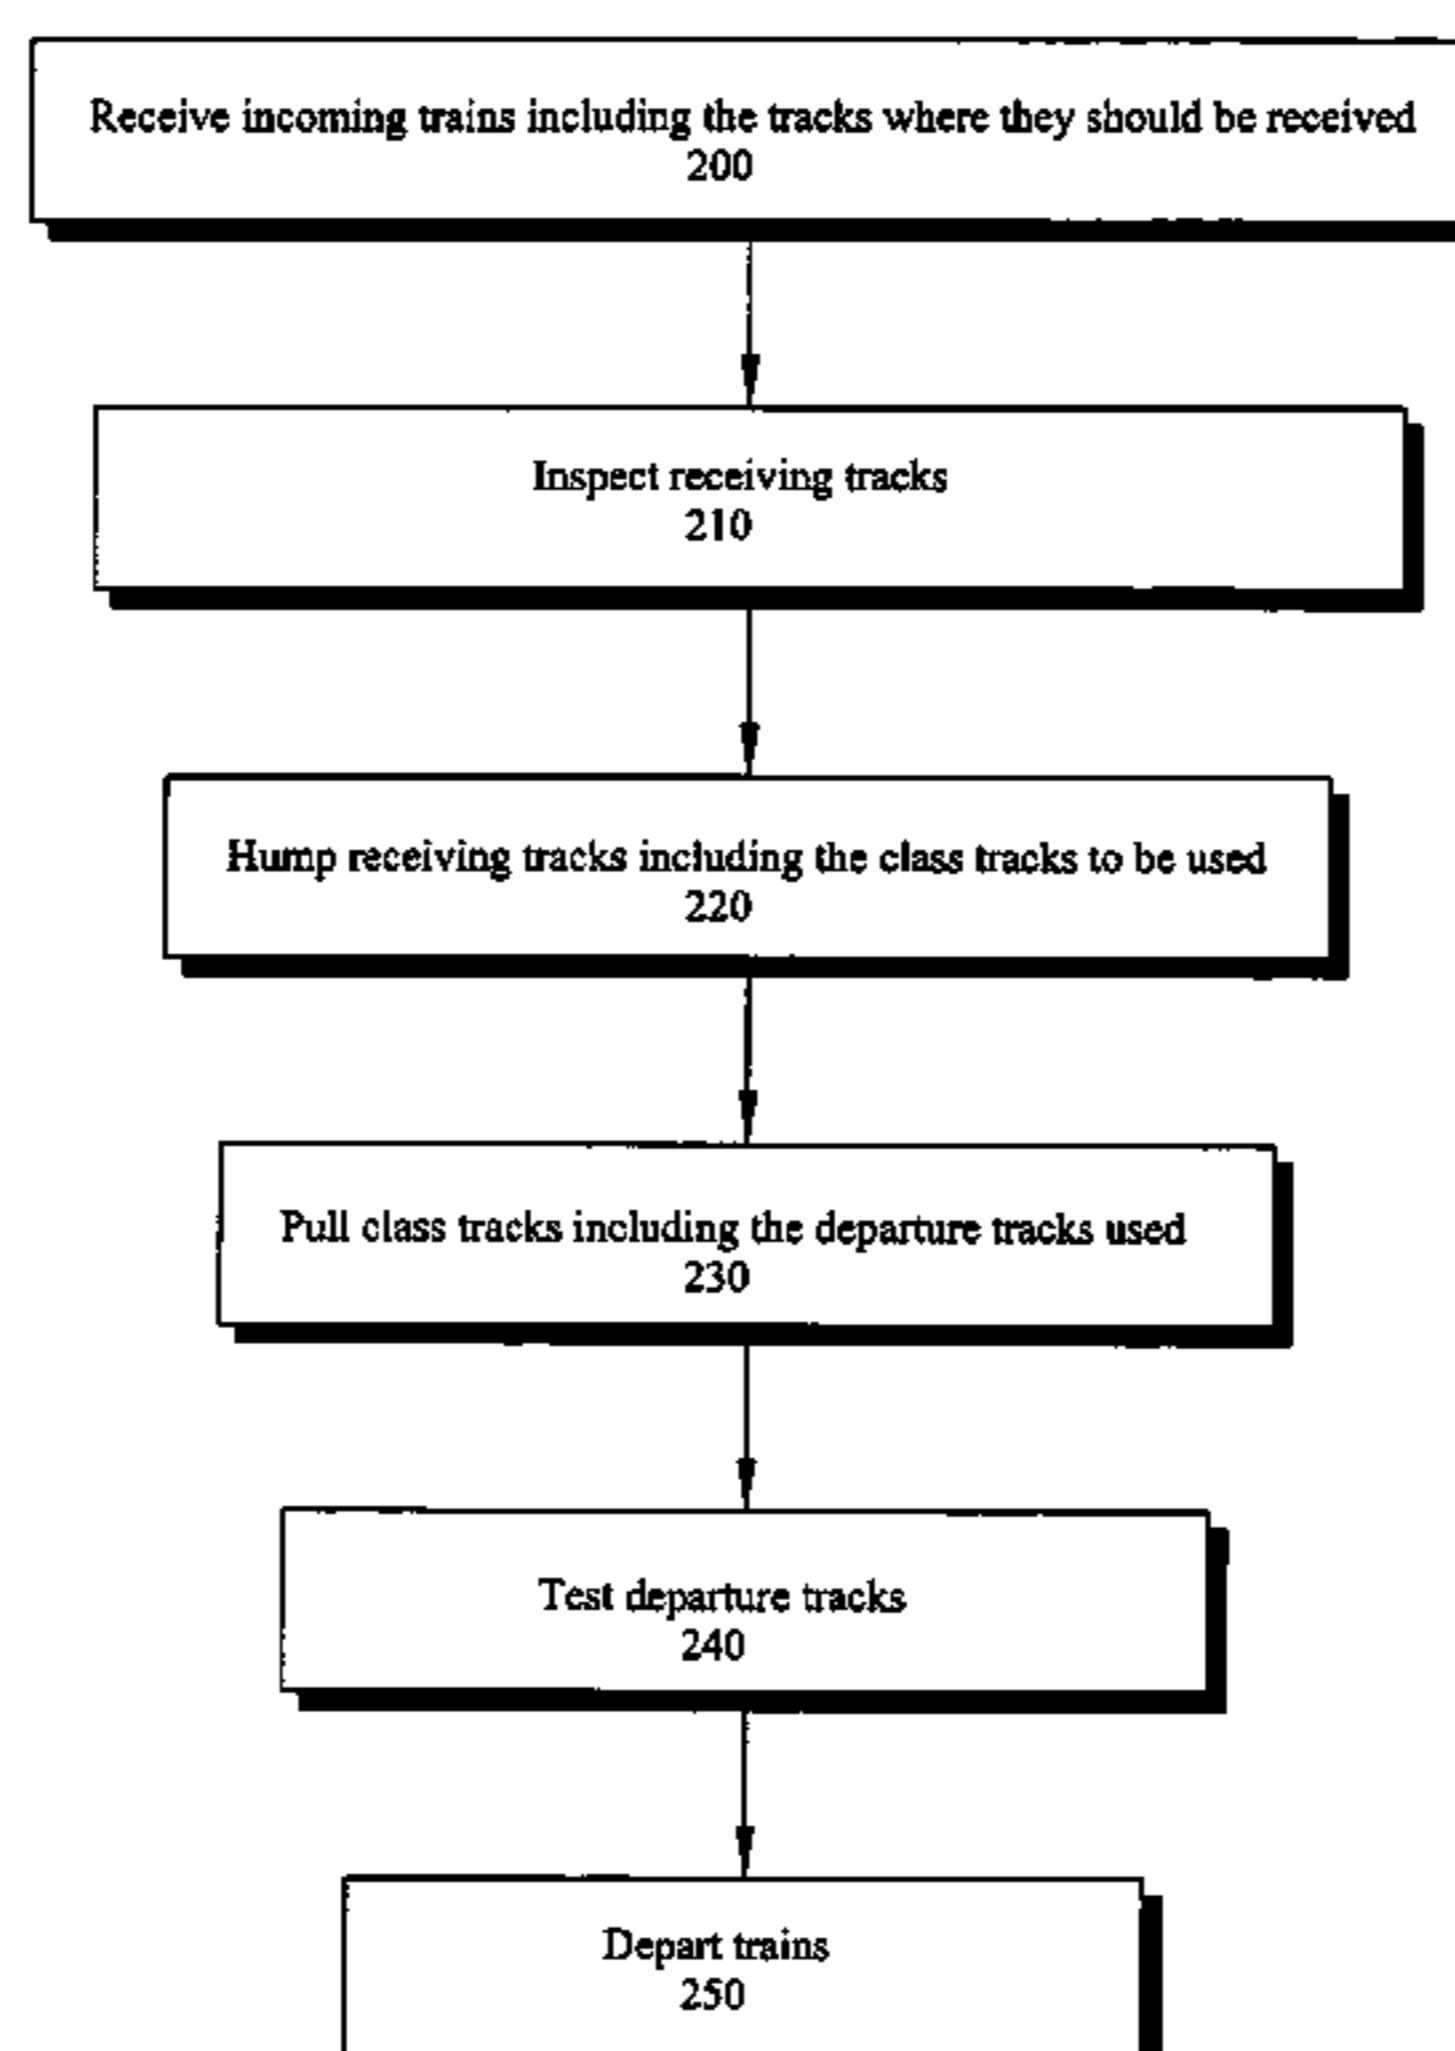 Receive incoming trains including the tracks where they should be received
200
Inspect receiving tracks
210
Hump receiving tracks including the class tracks to be used
220
Pull class tracks including the departure tracks used
230
Test departure tracks
240
Depart trains
250